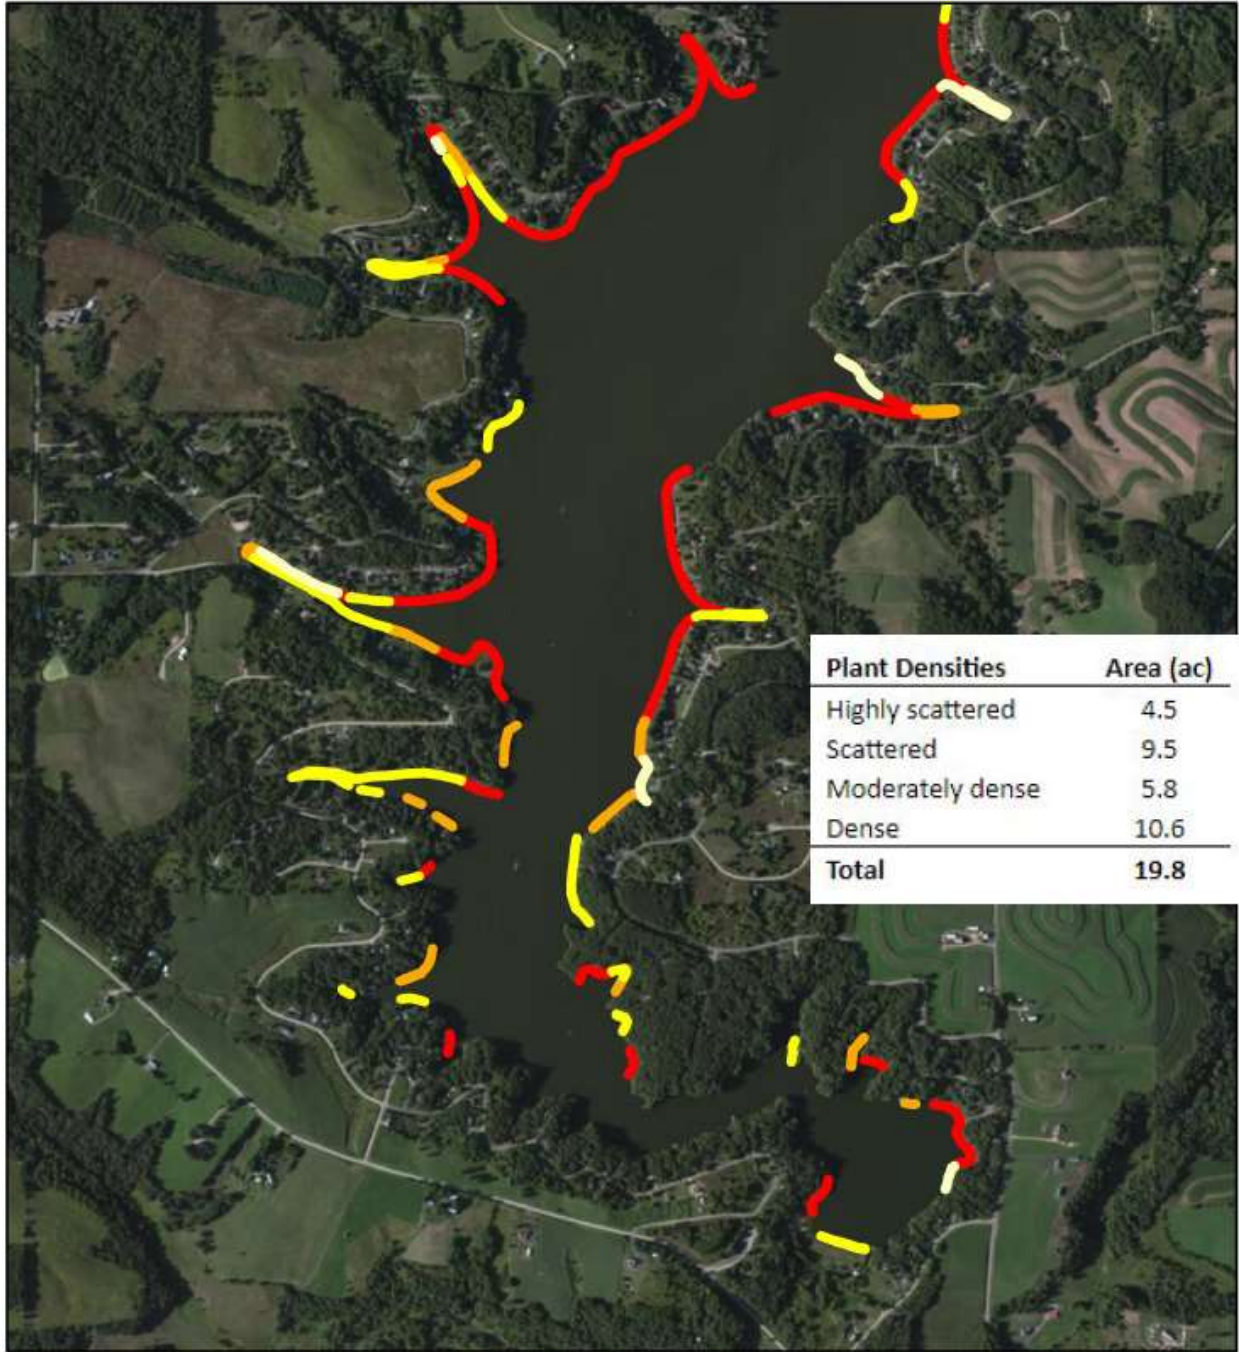 Plant Densities Area (ac)
Highly scattered 4.5
Scattered 9.5
Moderately dense 5.8
Dense 10.6
Total 19.8